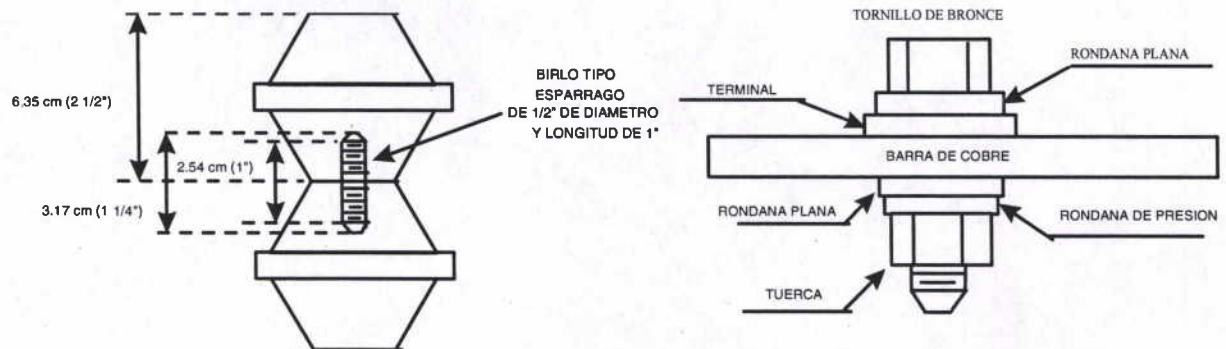 6.35 cm (2 1/2")
2.54 cm (1")
3.17 cm (1 1/4")
BIRLO TIPO
ESPARRAGO
DE 1/2" DE DIAMETRO
Y LONGITUD DE 1"
TORNILLO DE BRONCE
RONDANA PLANA
TERMINAL
BARRA DE COBRE
RONDANA PLANA
RONDANA DE PRESION
TUERCA